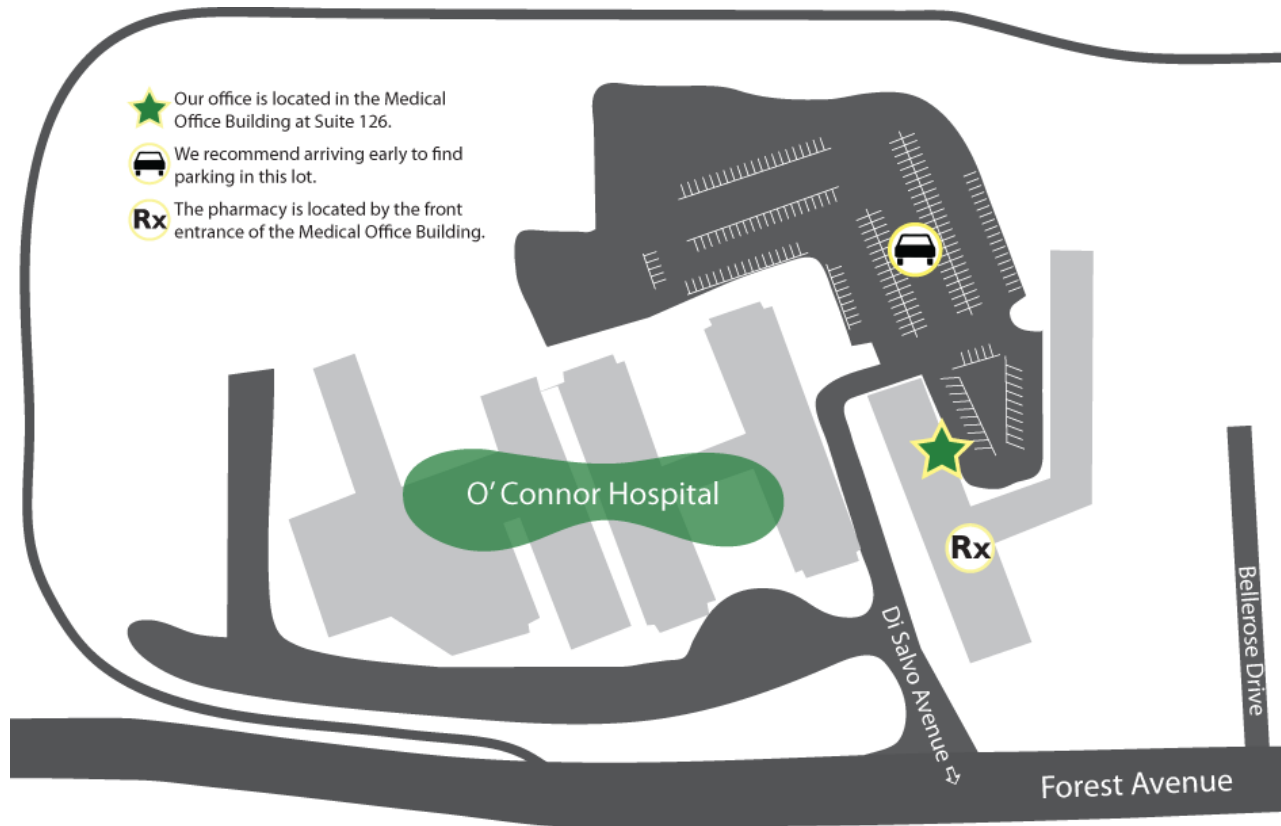 Our office is located in the Medical
Office Building at Suite 126.
We recommend arriving early to find
parking in this lot.
Rx
The pharmacy is located by the front
entrance of the Medical Office Building.
O' Connor Hospital
Rx
Di Salvo Avenue
Bellerose Drive
Forest Avenue